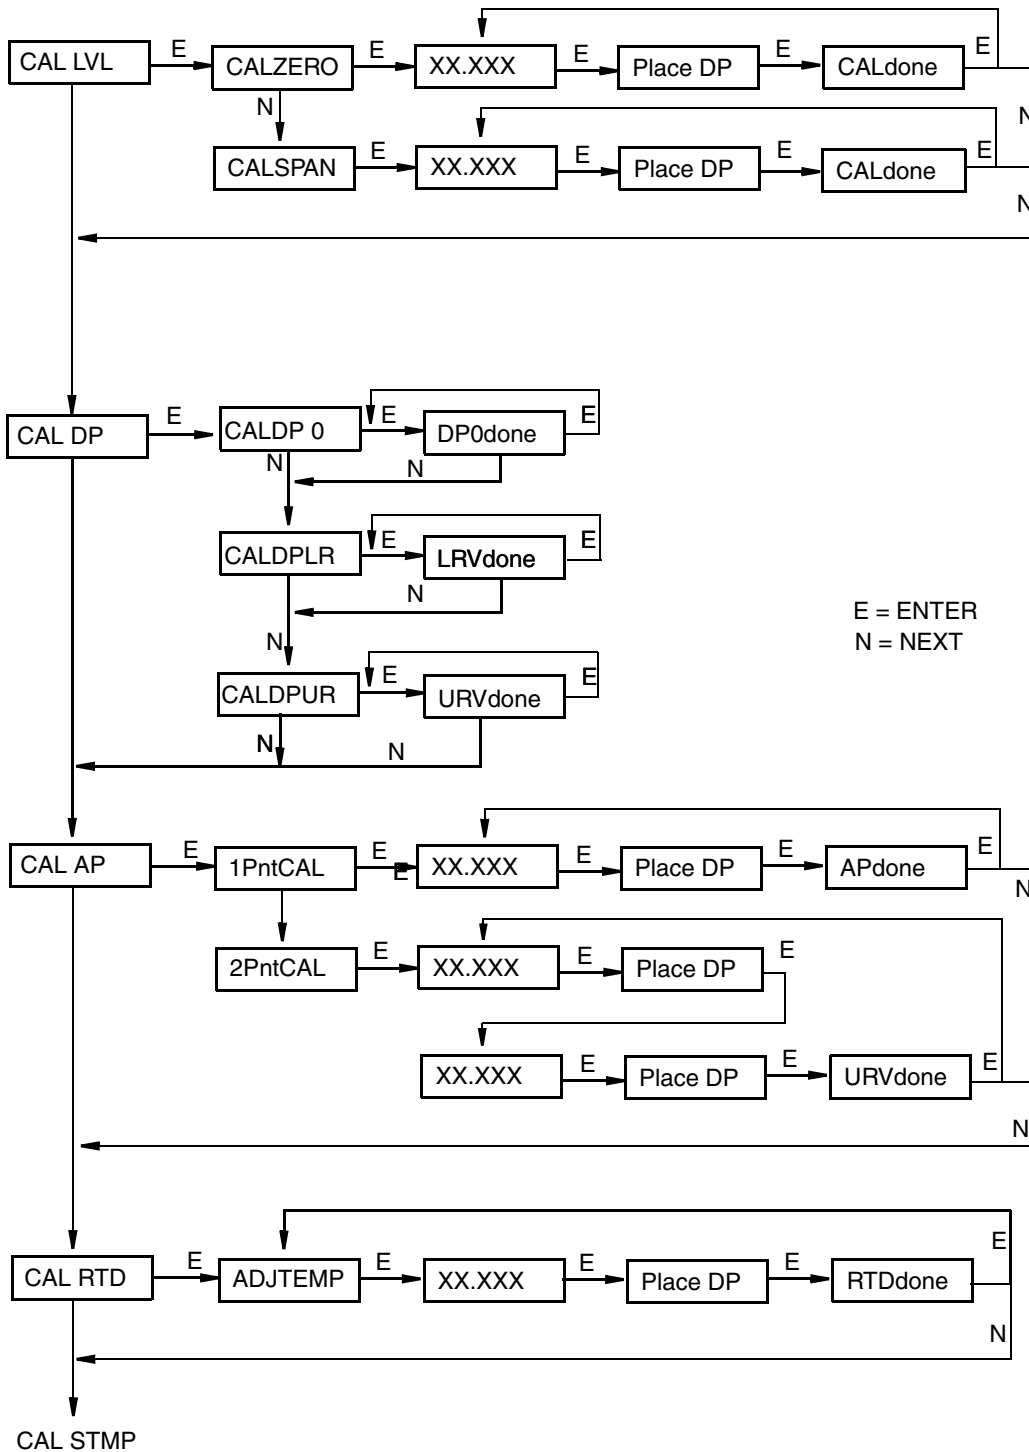 CAL LVL E CALZERO E XX.XXX E Place DP E CALdone E
N N
CALSPAN E XX.XXX E Place DP E CALdone E
N
CAL DP E CALDP 0 E DP0done E
N N
CALDPLR E LRVdone E
N
N
E = ENTER
N = NEXT
CALDPUR E URVdone E
N N
CAL AP E 1PntCAL E E XX.XXX E Place DP E APdone E
N
2PntCAL E XX.XXX E Place DP E
XX.XXX E Place DP E URVdone E
N
CAL RTD E ADJTEMP E XX.XXX E Place DP E RTDdone E
N
CAL STMP